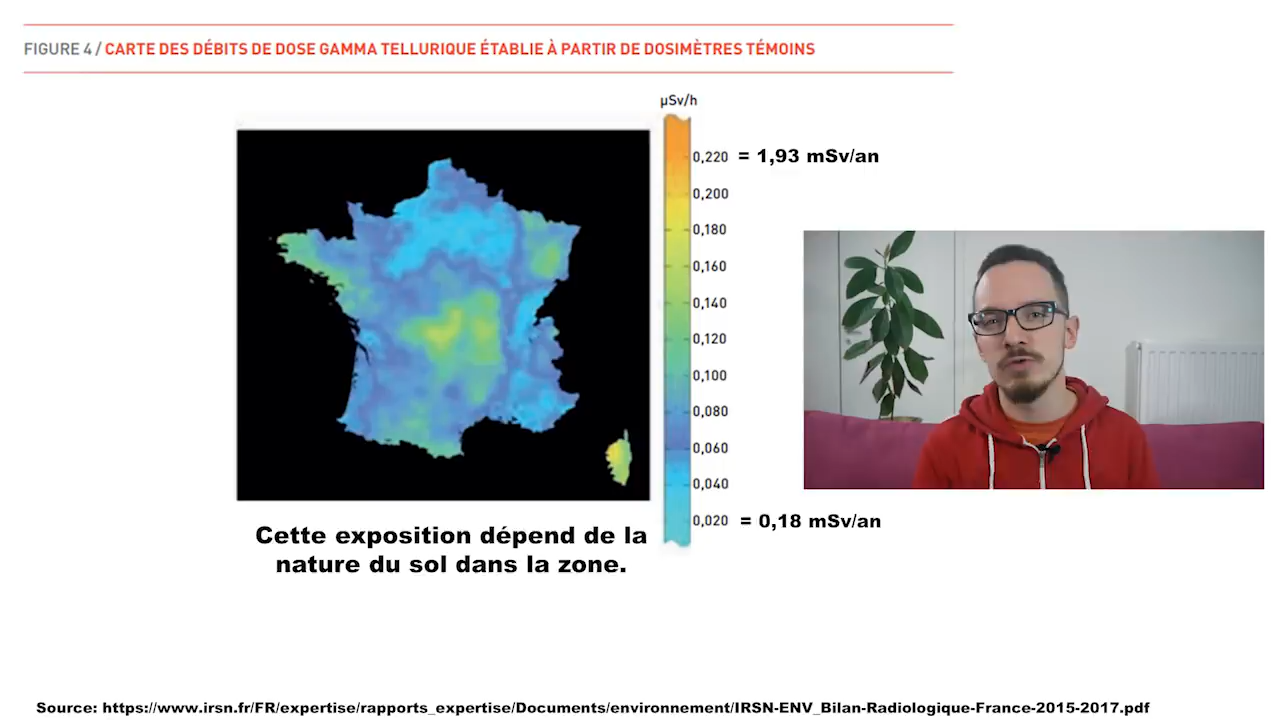 FIGURE 4 / CARTE DES DÉBITS DE DOSE GAMMA TELLURIQUE ÉTABLIE À PARTIR DE DOSIMÈTRES TÉMOINS
µSv/h
0,220 = 1,93 mSv/an
0,200
0,180
0,160
0,140
0,120
0,100
0,080
0,060
0,040
0,020 = 0,18 mSv/an
Cette exposition dépend de la
nature du sol dans la zone.
Source: https://www.irsn.fr/FR/expertise/rapports_expertise/Documents/environnement/IRSN-ENV_Bilan-Radiologique-France-2015-2017.pdf